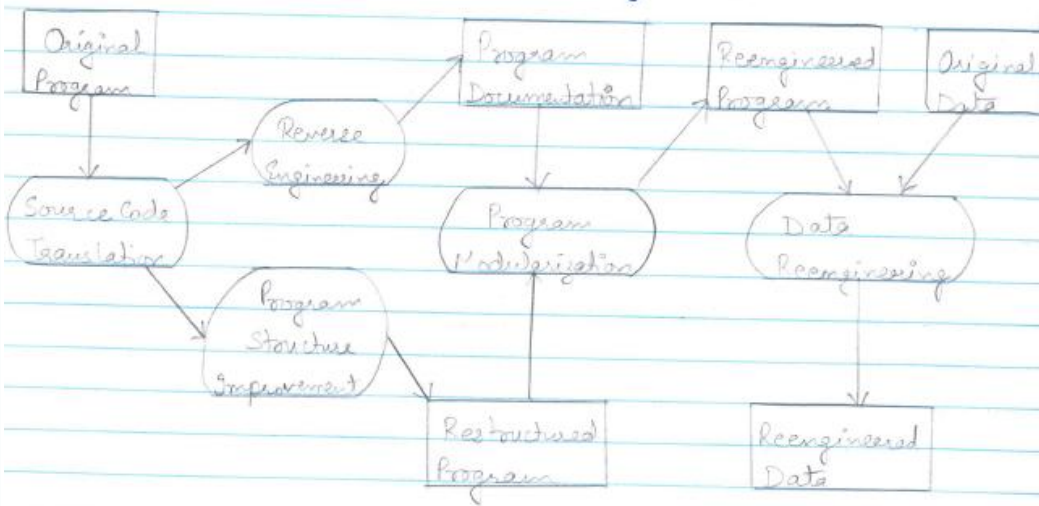 Original
Program
Program
Documentation
Reengineered
Program
Original
Data
Reverse
Engineering
Source Code
Translation
Program
Modularization
Data
Reengineering
Program
Structure
Improvement
Restructured
Program
Reengineered
Data